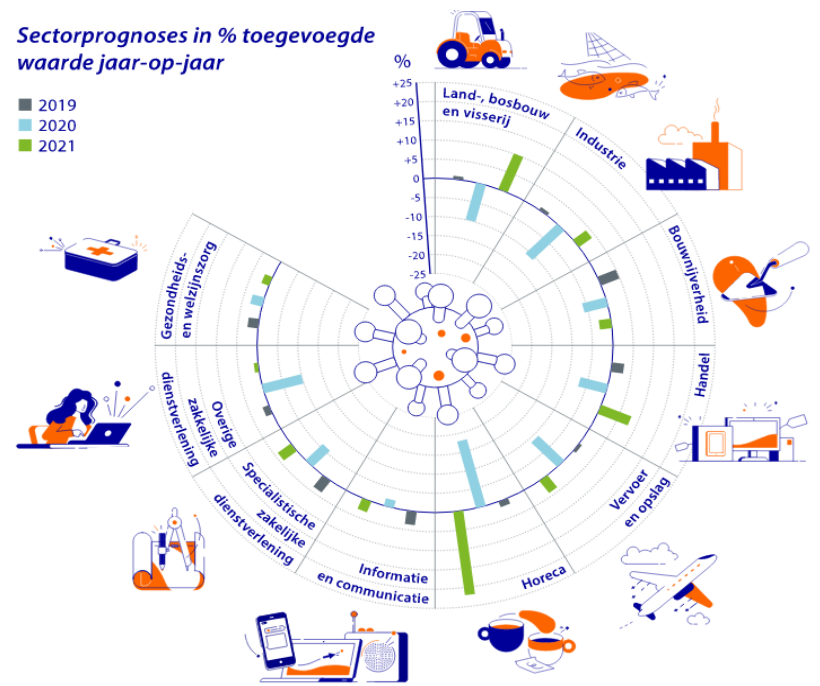 Sectorprognoses in % toegevoegde
waarde jaar-op-jaar
2019
2020
2021
%
+25
+20
+15
+10
+5
0
-5
-10
-15
-20
-25
Land-, bosbouw
en visserij
Industrie
Bouwnijverheid
Handel
Vervoer
en opslag
Horeca
Informatie
en communicatie
Specialistische
zakelijke
dienstverlening
Overige
zakkelijke
dienstverlening
Gezondheids-
en welzijnszorg